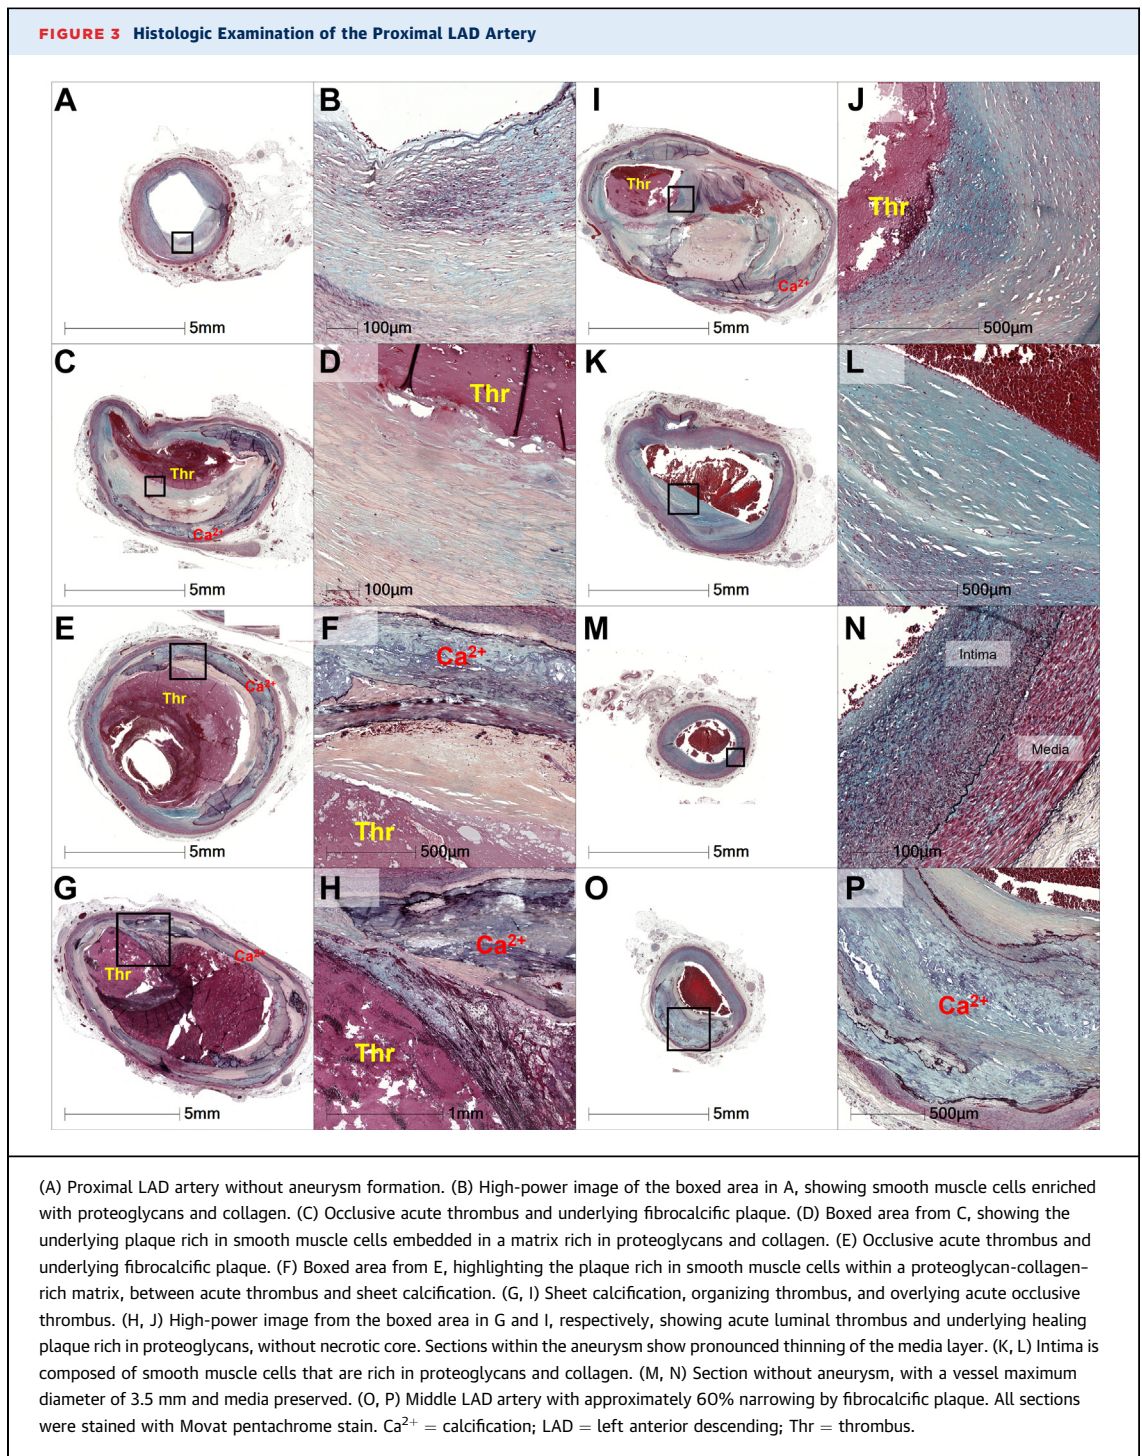 FIGURE 3 Histologic Examination of the Proximal LAD Artery
A
5mm
B
100μm
I
Thr
Ca²⁺
5mm
J
Thr
500μm
C
Thr
Ca²⁺
5mm
D
Thr
100μm
K
5mm
L
500μm
E
Thr
Ca²⁺
5mm
F
Ca²⁺
Thr
500μm
M
5mm
N
Intima
Media
100μm
G
Thr
Ca²⁺
5mm
H
Ca²⁺
Thr
1mm
O
5mm
P
Ca²⁺
500μm
(A) Proximal LAD artery without aneurysm formation. (B) High-power image of the boxed area in A, showing smooth muscle cells enriched
with proteoglycans and collagen. (C) Occlusive acute thrombus and underlying fibrocalcific plaque. (D) Boxed area from C, showing the
underlying plaque rich in smooth muscle cells embedded in a matrix rich in proteoglycans and collagen. (E) Occlusive acute thrombus and
underlying fibrocalcific plaque. (F) Boxed area from E, highlighting the plaque rich in smooth muscle cells within a proteoglycan-collagen–
rich matrix, between acute thrombus and sheet calcification. (G, I) Sheet calcification, organizing thrombus, and overlying acute occlusive
thrombus. (H, J) High-power image from the boxed area in G and I, respectively, showing acute luminal thrombus and underlying healing
plaque rich in proteoglycans, without necrotic core. Sections within the aneurysm show pronounced thinning of the media layer. (K, L) Intima is
composed of smooth muscle cells that are rich in proteoglycans and collagen. (M, N) Section without aneurysm, with a vessel maximum
diameter of 3.5 mm and media preserved. (O, P) Middle LAD artery with approximately 60% narrowing by fibrocalcific plaque. All sections
were stained with Movat pentachrome stain. Ca²⁺ = calcification; LAD = left anterior descending; Thr = thrombus.